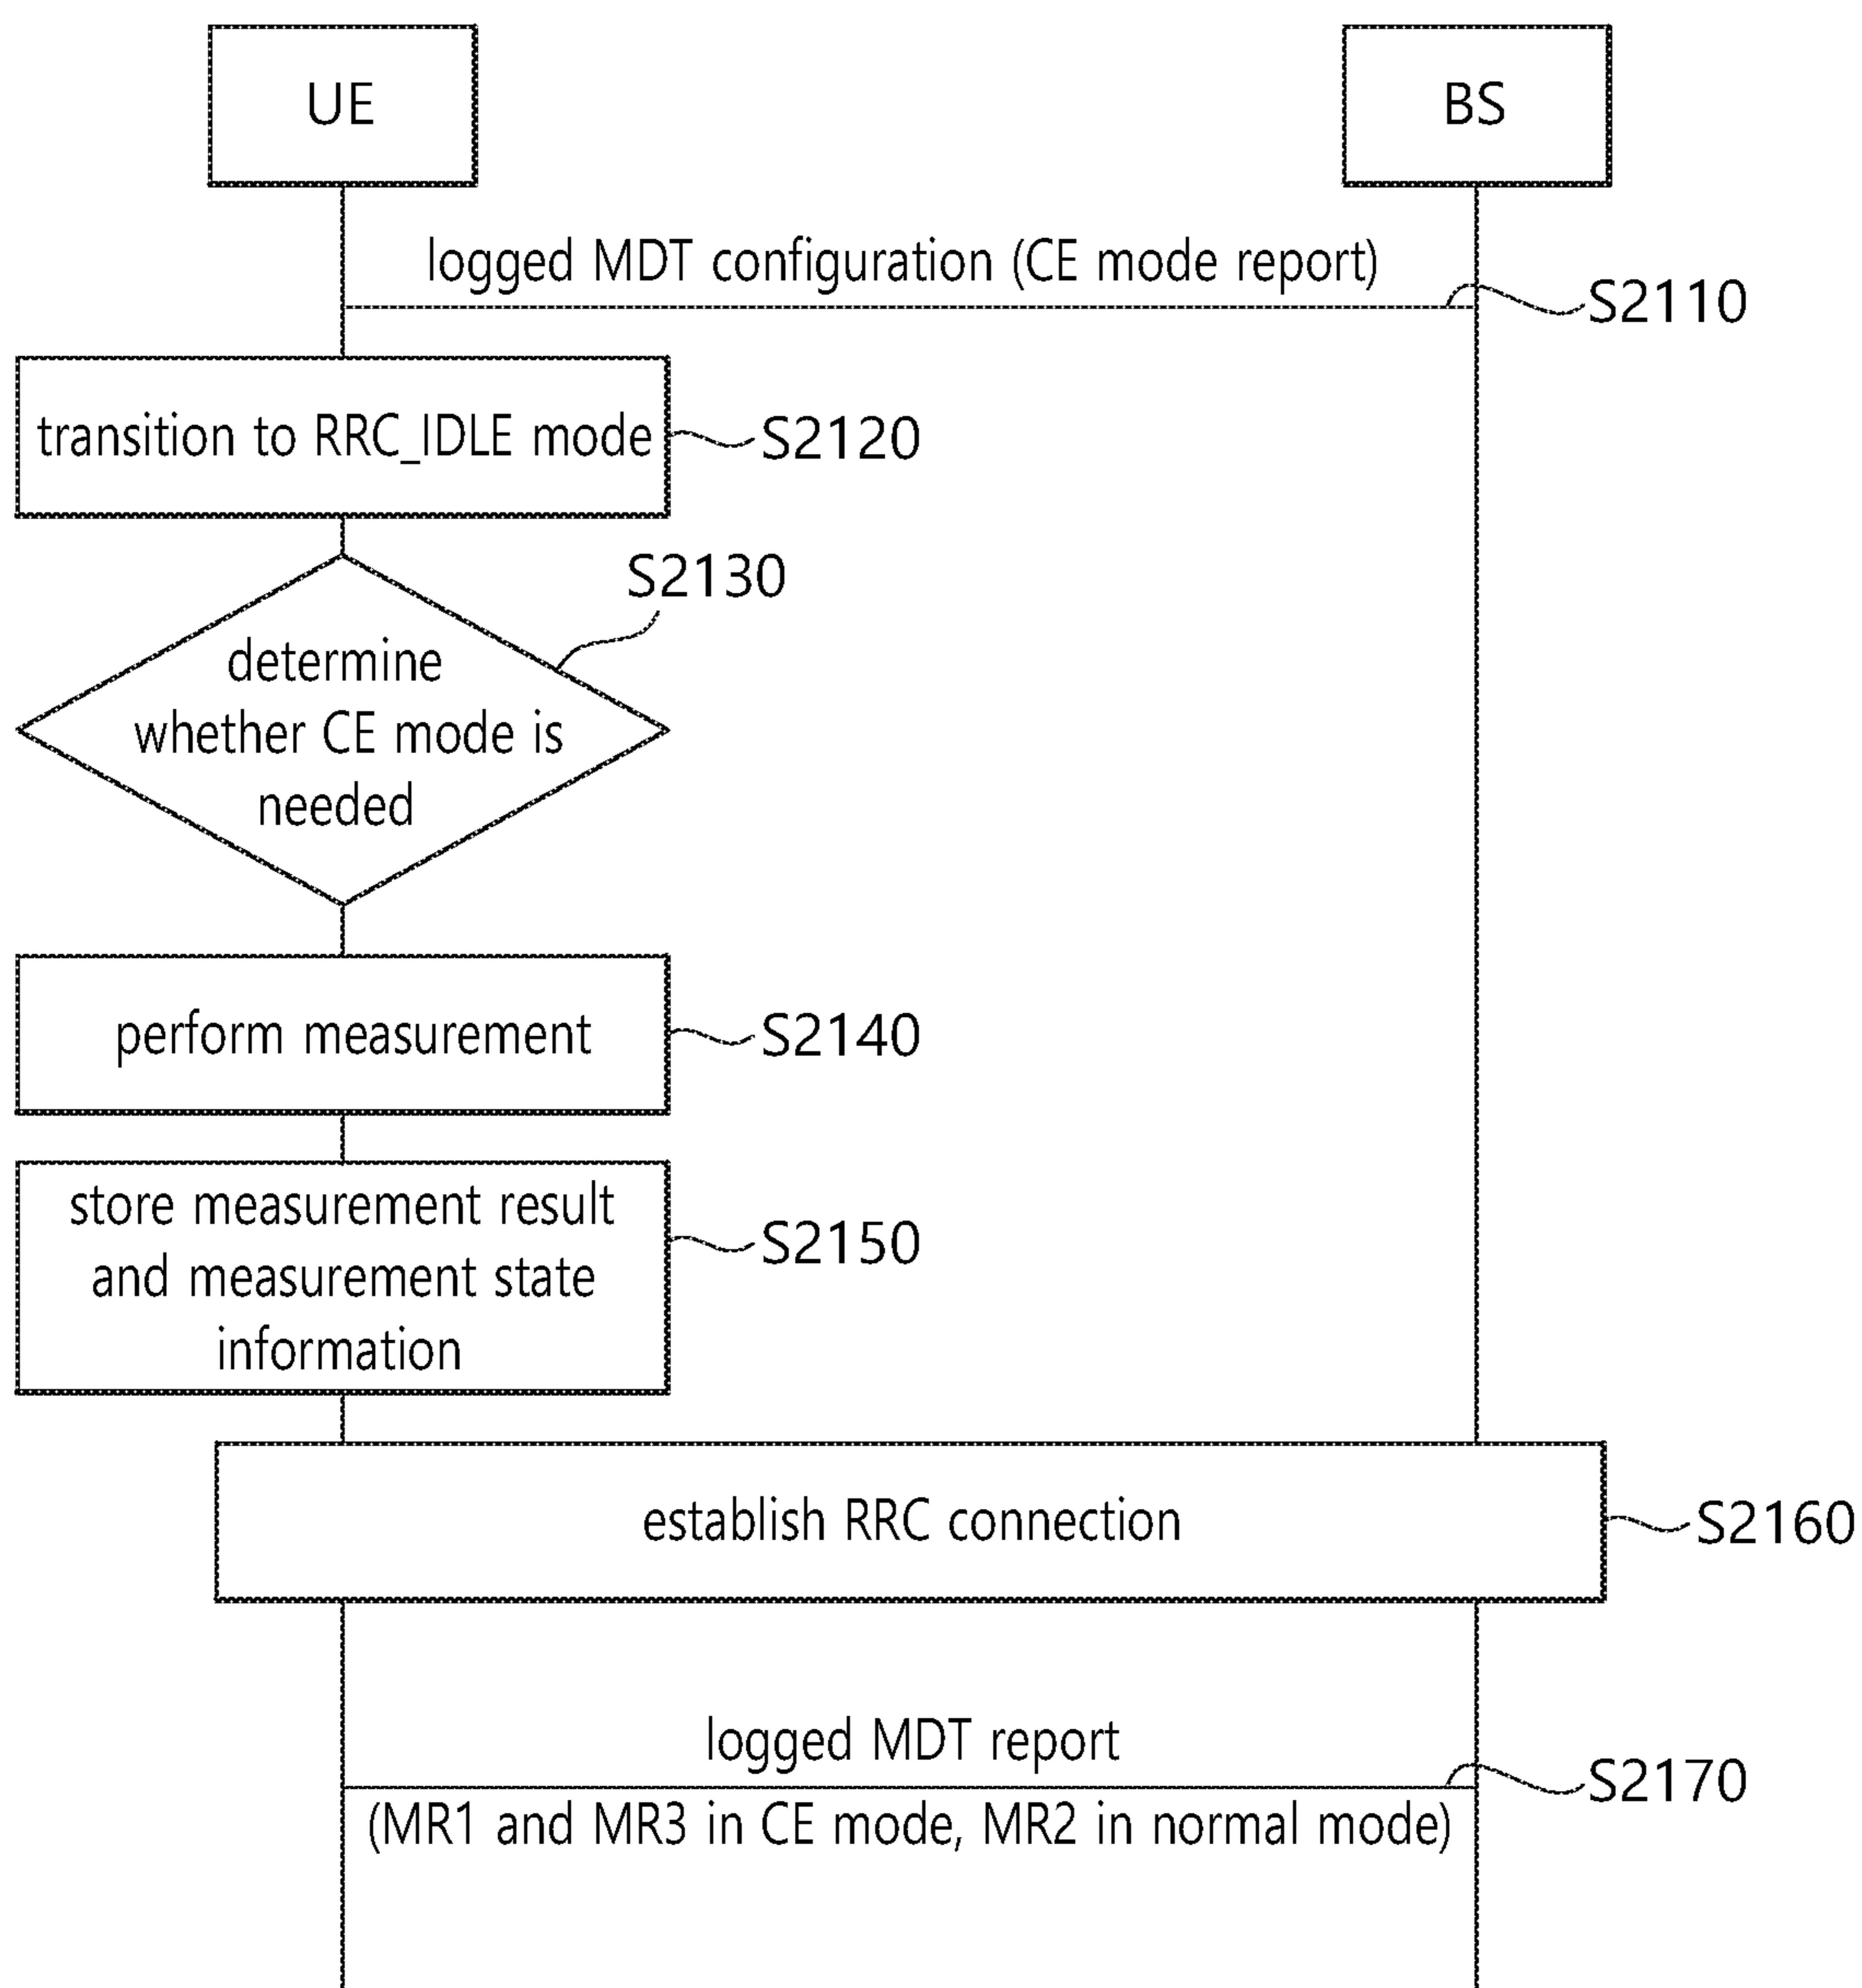 UE
BS
logged MDT configuration (CE mode report)
S2110
transition to RRC_IDLE mode
S2120
S2130
determine
whether CE mode is
needed
perform measurement
S2140
store measurement result
and measurement state
information
S2150
establish RRC connection
S2160
logged MDT report
S2170
(MR1 and MR3 in CE mode, MR2 in normal mode)